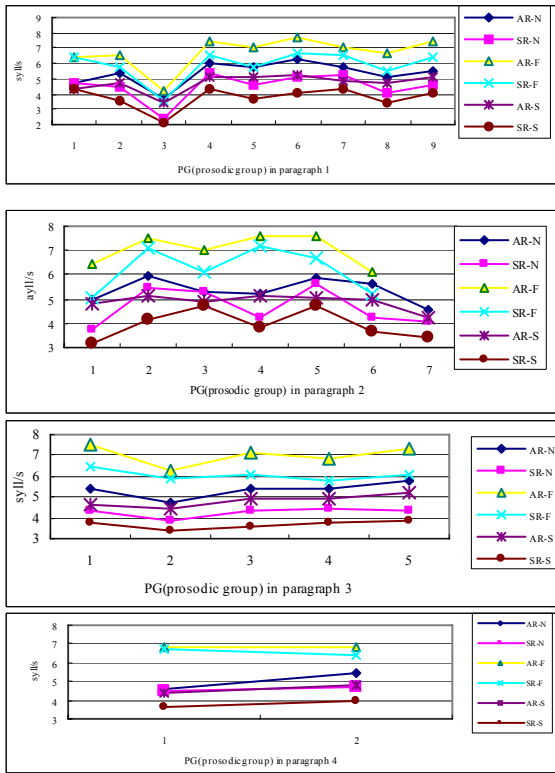 8
7
6
5
4
3
2
syll/s
1 2 3 4 5 6 7 8 9
PG(prosodic group) in paragraph 1
AR-N
SR-N
AR-F
SR-F
AR-S
SR-S
8
7
6
5
4
3
ayll/s
1 2 3 4 5 6 7
PG(prosodic group) in paragraph 2
AR-N
SR-N
AR-F
SR-F
AR-S
SR-S
8
7
6
5
4
3
syll/s
1 2 3 4 5
PG(prosodic group) in paragraph 3
AR-N
SR-N
AR-F
SR-F
AR-S
SR-S
8
7
6
5
4
3
syll/s
1 2
PG(prosodic group) in paragraph 4
AR-N
SR-N
AR-F
SR-F
AR-S
SR-S